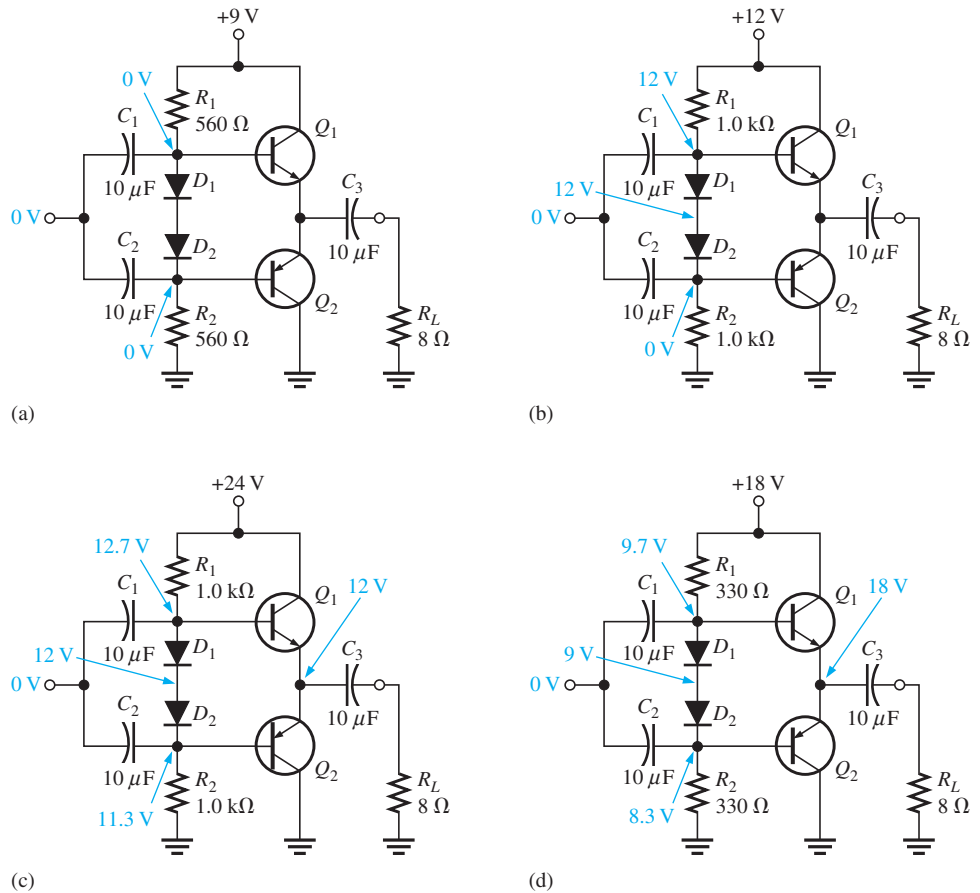 +9 V
0 V
R1
560 Ω
C1
Q1
10 μF
D1
C3
0 V
C2
D2
10 μF
10 μF
Q2
R2
560 Ω
RL
8 Ω
0 V
(a)
+12 V
12 V
R1
1.0 kΩ
C1
Q1
10 μF
D1
C3
12 V
0 V
C2
D2
10 μF
10 μF
Q2
R2
1.0 kΩ
RL
8 Ω
0 V
(b)
+24 V
12.7 V
R1
1.0 kΩ
12 V
C1
Q1
10 μF
D1
C3
12 V
0 V
C2
D2
10 μF
10 μF
Q2
R2
1.0 kΩ
RL
8 Ω
11.3 V
(c)
+18 V
9.7 V
R1
330 Ω
18 V
C1
Q1
10 μF
D1
C3
9 V
0 V
C2
D2
10 μF
10 μF
Q2
R2
330 Ω
RL
8 Ω
8.3 V
(d)